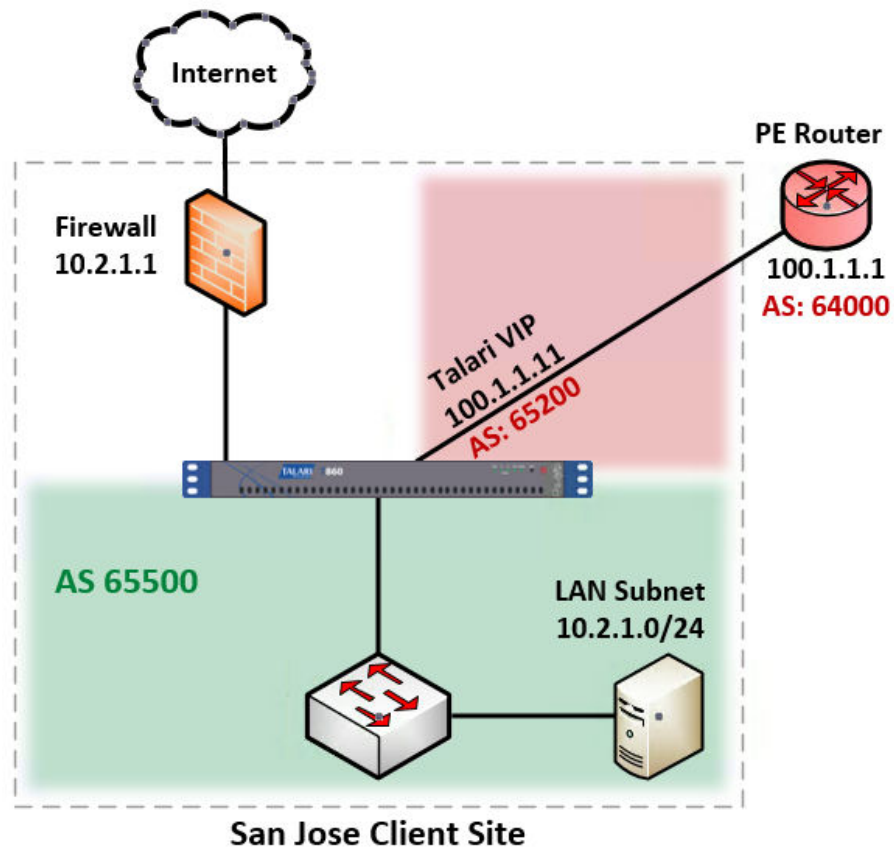 Internet
PE Router
Firewall
10.2.1.1
100.1.1.1
AS: 64000
Talari VIP
100.1.1.11
AS: 65200
TALARI
860
AS 65500
LAN Subnet
10.2.1.0/24
San Jose Client Site